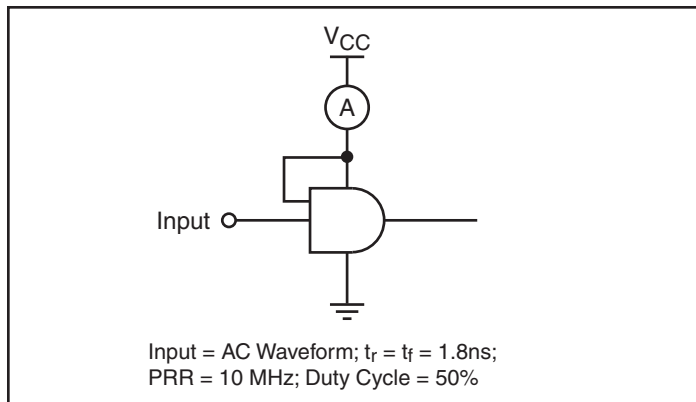 VCC
A
Input
Input = AC Waveform; tr = tf = 1.8ns;
PRR = 10 MHz; Duty Cycle = 50%